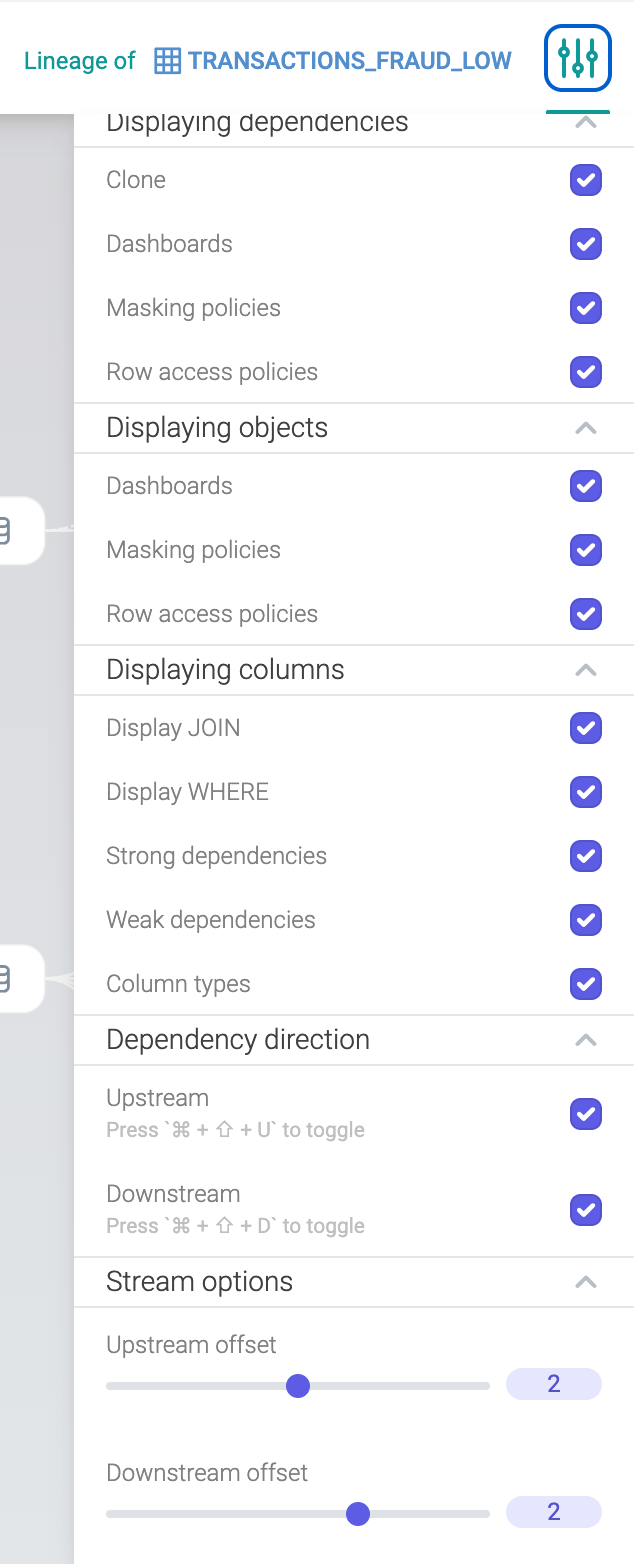 Lineage of TRANSACTIONS_FRAUD_LOW
Displaying dependencies
Clone
Dashboards
Masking policies
Row access policies
Displaying objects
Dashboards
Masking policies
Row access policies
Displaying columns
Display JOIN
Display WHERE
Strong dependencies
Weak dependencies
Column types
Dependency direction
Upstream
Press `⌘ + ⇧ + U` to toggle
Downstream
Press `⌘ + ⇧ + D` to toggle
Stream options
Upstream offset
2
Downstream offset
2